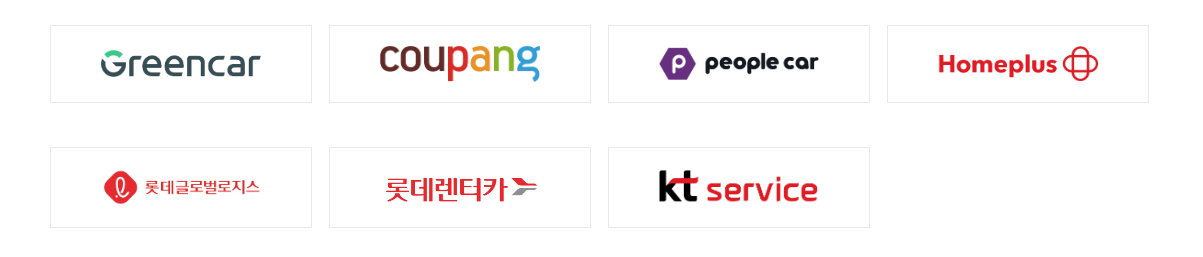 Greencar
coupang
people car
Homeplus
롯데글로벌로지스
롯데렌터카
kt service